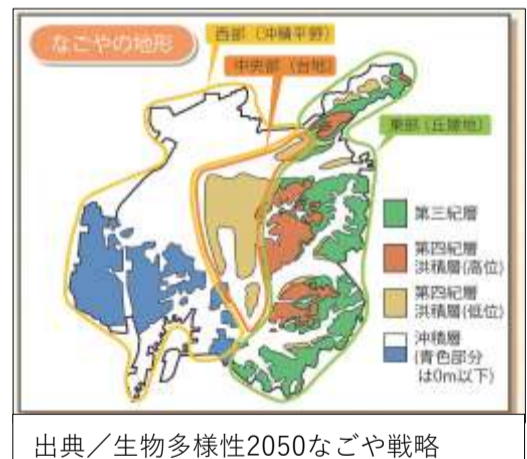 なごやの地形
西部（沖積平野）
中央部（台地）
東部（丘陵地）
第三紀層
第四紀層
洪積層(高位)
第四紀層
洪積層(低位)
沖積層
(青色部分
は0m以下)
出典／生物多様性2050なごや戦略